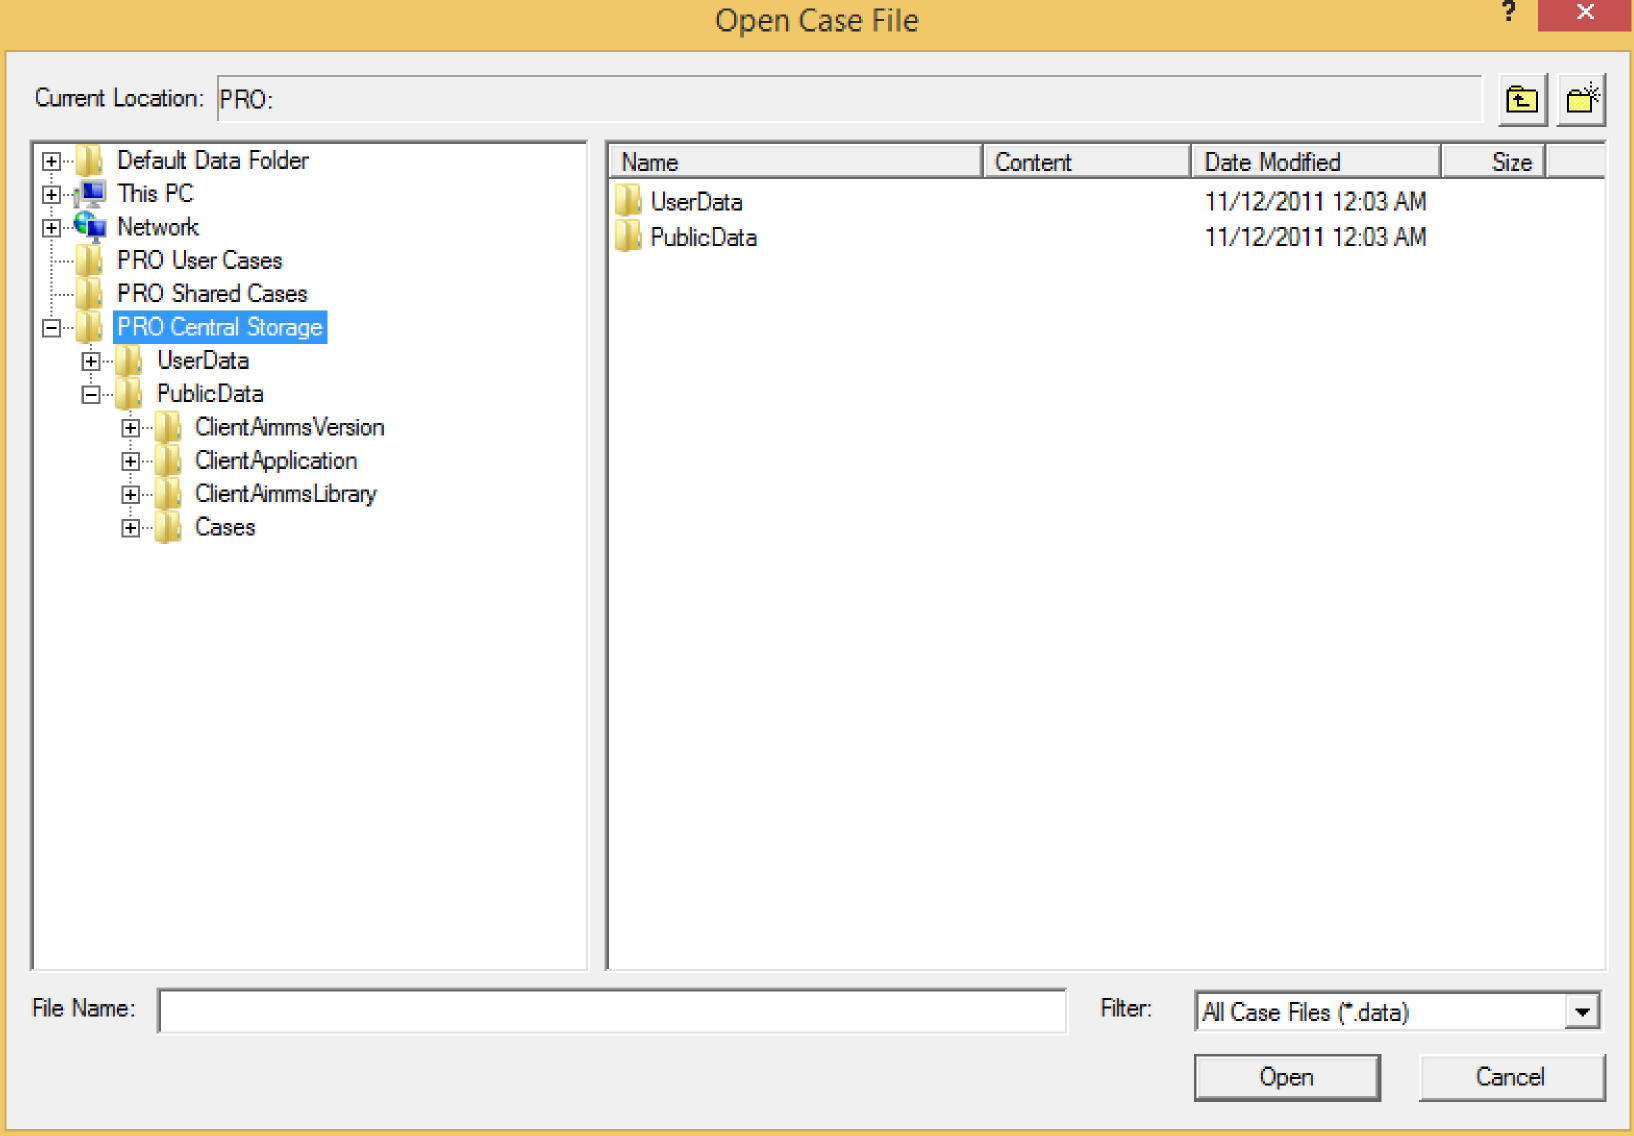 Open Case File
?
Current Location: PRO:
Default Data Folder
This PC
Network
PRO User Cases
PRO Shared Cases
PRO Central Storage
UserData
PublicData
ClientAimmsVersion
ClientApplication
ClientAimmsLibrary
Cases
Name Content Date Modified Size
UserData 11/12/2011 12:03 AM
PublicData 11/12/2011 12:03 AM
File Name: Filter: All Case Files (*.data)
Open Cancel